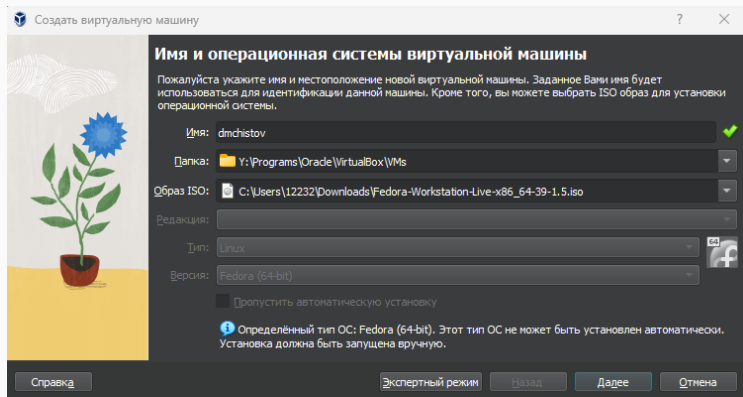 Создать виртуальную машину
Имя и операционная системы виртуальной машины
Пожалуйста укажите имя и местоположение новой виртуальной машины. Заданное Вами имя будет
использоваться для идентификации данной машины. Кроме того, вы можете выбрать ISO образ для установки
операционной системы.
Имя: dmchistov
Папка: Y:\Programs\Oracle\VirtualBox\VMs
Образ ISO: C:\Users\12232\Downloads\Fedora-Workstation-Live-x86_64-39-1.5.iso
Редакция:
Тип: Linux
64
Версия: Fedora (64-bit)
Пропустить автоматическую установку
Определённый тип ОС: Fedora (64-bit). Этот тип ОС не может быть установлен автоматически.
Установка должна быть запущена вручную.
Справка Экспертный режим Назад Далее Отмена